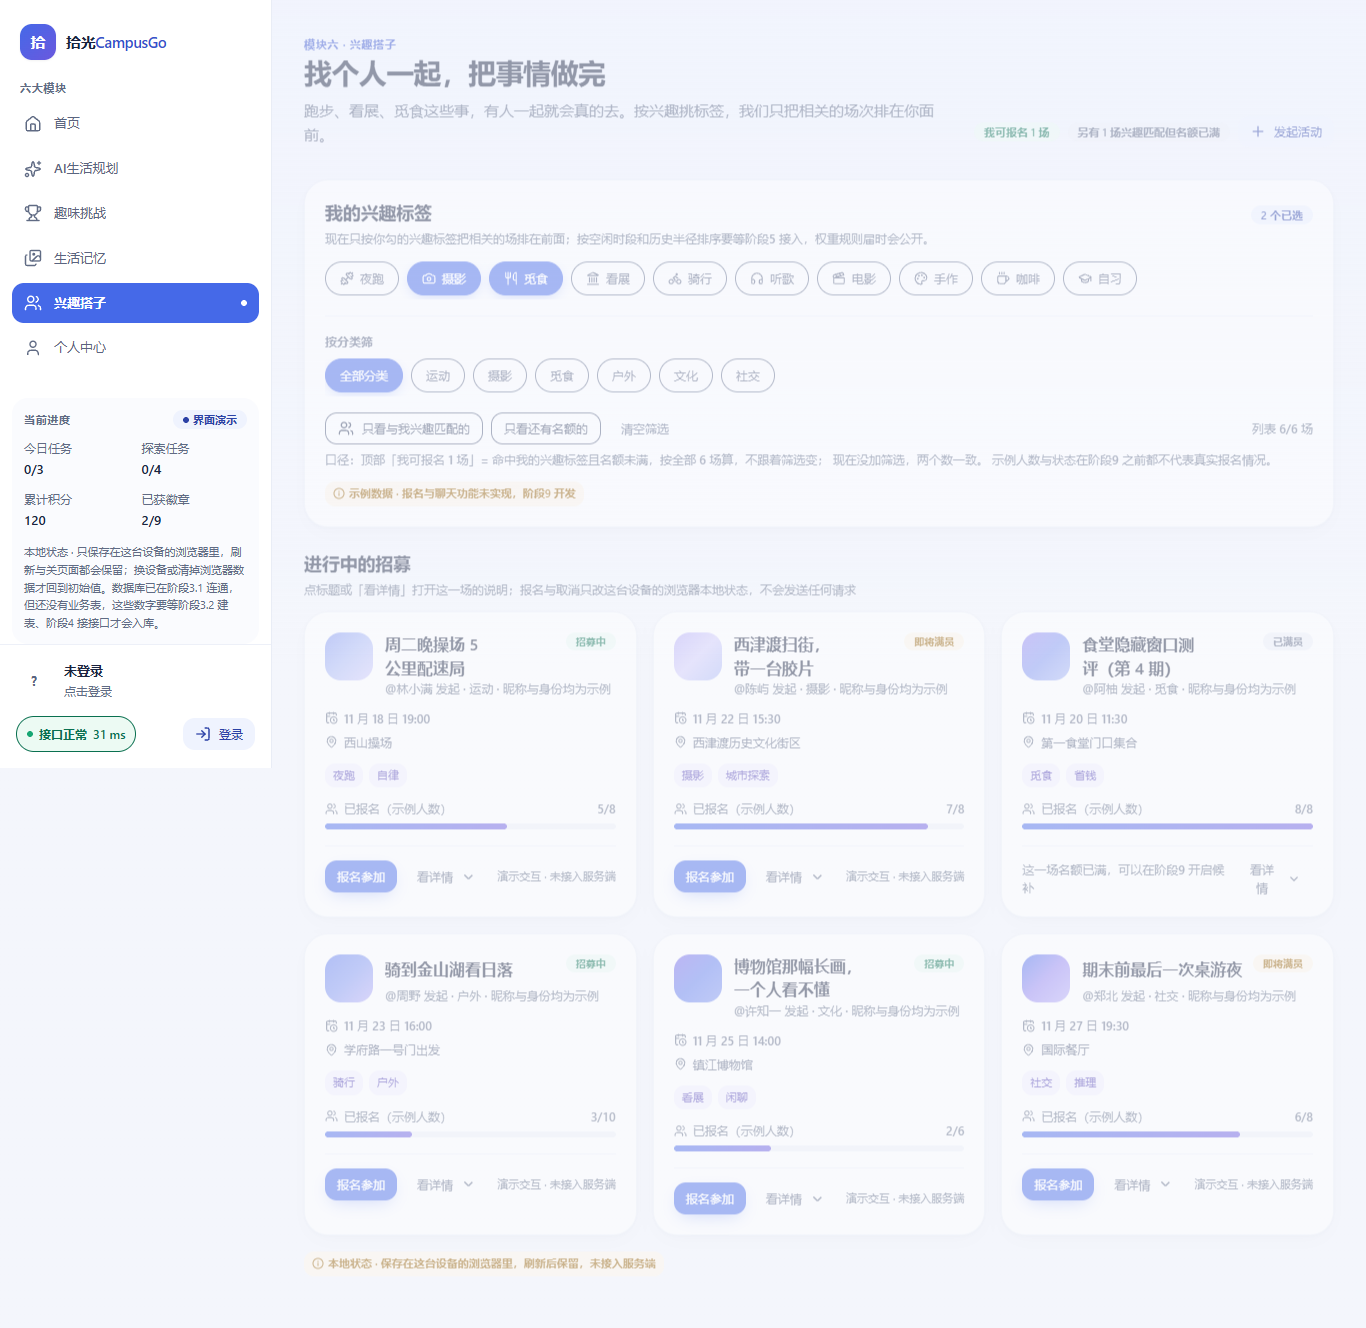 拾 拾光CampusGo
六大模块
首页
AI生活规划
趣味挑战
生活记忆
兴趣搭子
个人中心
当前进度 界面演示
今日任务 探索任务
0/3 0/4
累计积分 已获徽章
120 2/9
本地状态 · 只保存在这台设备的浏览器里，刷
新与关页面都会保留；换设备或清掉浏览器数
据才回到初始值。数据库已在阶段3.1 连通，
但还没有业务表，这些数字要等阶段3.2 建
表、阶段4 接接口才会入库。
? 未登录
点击登录
接口正常 31 ms 登录
模块六 · 兴趣搭子
找个人一起，把事情做完
跑步、看展、觅食这些事，有人一起就会真的去。按兴趣挑标签，我们只把相关的场次排在你面
前。
我可报名 1 场 另有 1 场兴趣匹配但名额已满 发起活动
我的兴趣标签 2 个已选
现在只按你勾的兴趣标签把相关的场排在前面；按空闲时段和历史半径排序要等阶段5 接入，权重规则届时会公开。
夜跑 摄影 觅食 看展 骑行 听歌 电影 手作 咖啡 自习
按分类筛
全部分类 运动 摄影 觅食 户外 文化 社交
只看与我兴趣匹配的 只看还有名额的 清空筛选 列表 6/6 场
口径：顶部「我可报名 1 场」= 命中我的兴趣标签且名额未满，按全部 6 场算，不跟着筛选变； 现在没加筛选，两个数一致。 示例人数与状态在阶段9 之前都不代表真实报名情况。
示例数据 · 报名与聊天功能未实现，阶段9 开发
进行中的招募
点标题或「看详情」打开这一场的说明；报名与取消只改这台设备的浏览器本地状态，不会发送任何请求
周二晚操场 5
公里配速局
招募中
@林小满 发起 · 运动 · 昵称与身份均为示例
11 月 18 日 19:00
西山操场
夜跑 自律
已报名（示例人数） 5/8
报名参加 看详情 演示交互 · 未接入服务端
西津渡扫街，
带一台胶片
即将满员
@陈屿 发起 · 摄影 · 昵称与身份均为示例
11 月 22 日 15:30
西津渡历史文化街区
摄影 城市探索
已报名（示例人数） 7/8
报名参加 看详情 演示交互 · 未接入服务端
食堂隐藏窗口测
评（第 4 期）
已满员
@阿柚 发起 · 觅食 · 昵称与身份均为示例
11 月 20 日 11:30
第一食堂门口集合
觅食 省钱
已报名（示例人数） 8/8
这一场名额已满，可以在阶段9 开启候
补
看详
情
骑到金山湖看日落 招募中
@周野 发起 · 户外 · 昵称与身份均为示例
11 月 23 日 16:00
学府路一号门出发
骑行 户外
已报名（示例人数） 3/10
报名参加 看详情 演示交互 · 未接入服务端
博物馆那幅长画，
一个人看不懂
招募中
@许知一 发起 · 文化 · 昵称与身份均为示例
11 月 25 日 14:00
镇江博物馆
看展 闲聊
已报名（示例人数） 2/6
报名参加 看详情 演示交互 · 未接入服务端
期末前最后一次桌游夜 即将满员
@郑北 发起 · 社交 · 昵称与身份均为示例
11 月 27 日 19:30
国际餐厅
社交 推理
已报名（示例人数） 6/8
报名参加 看详情 演示交互 · 未接入服务端
本地状态 · 保存在这台设备的浏览器里，刷新后保留，未接入服务端